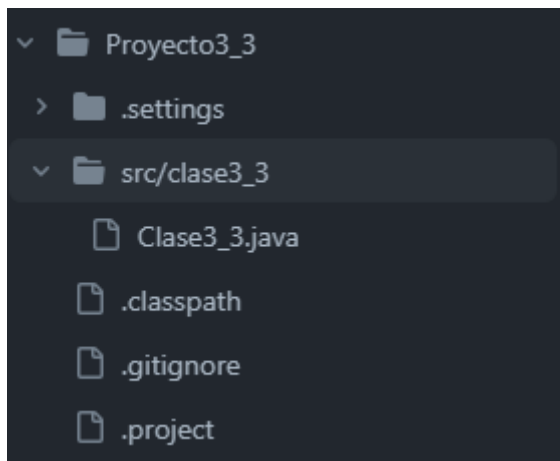 Proyecto3_3
.settings
src/clase3_3
Clase3_3.java
.classpath
.gitignore
.project